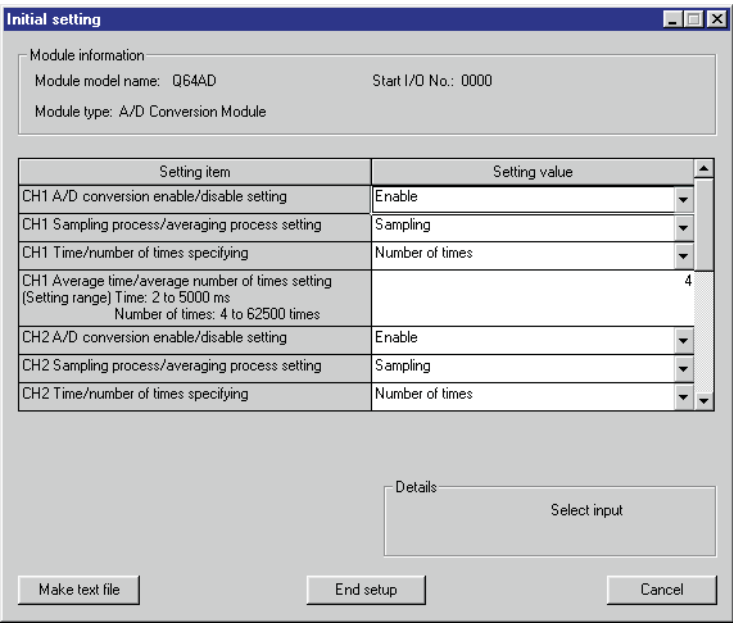 Initial setting
Module information
Module model name: Q64AD Start I/O No.: 0000
Module type: A/D Conversion Module
Setting item Setting value
CH1 A/D conversion enable/disable setting Enable
CH1 Sampling process/averaging process setting Sampling
CH1 Time/number of times specifying Number of times
CH1 Average time/average number of times setting 4
(Setting range) Time: 2 to 5000 ms
Number of times: 4 to 62500 times
CH2 A/D conversion enable/disable setting Enable
CH2 Sampling process/averaging process setting Sampling
CH2 Time/number of times specifying Number of times
Details
Select input
Make text file End setup Cancel